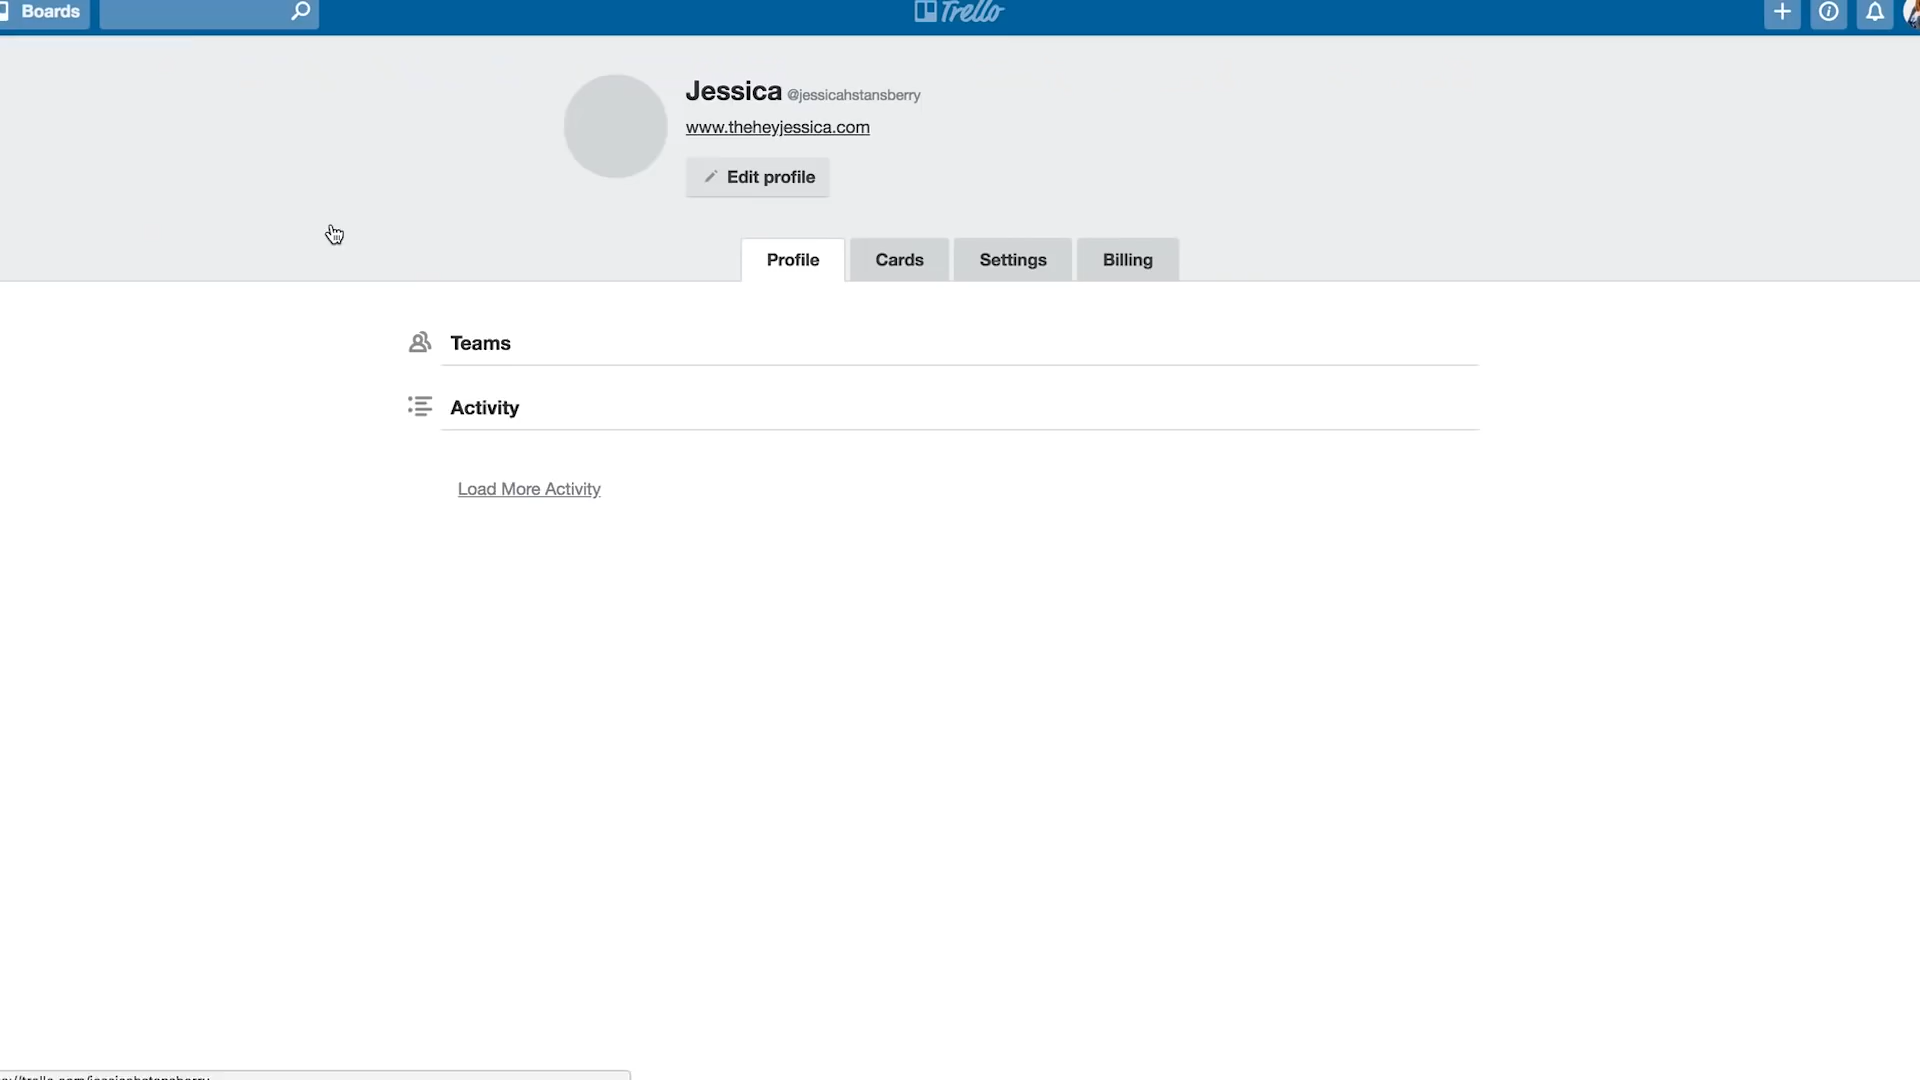 Boards
Trello
Jessica @jessicahstansberry
www.theheyjessica.com
Edit profile
Profile Cards Settings Billing
Teams
Activity
Load More Activity